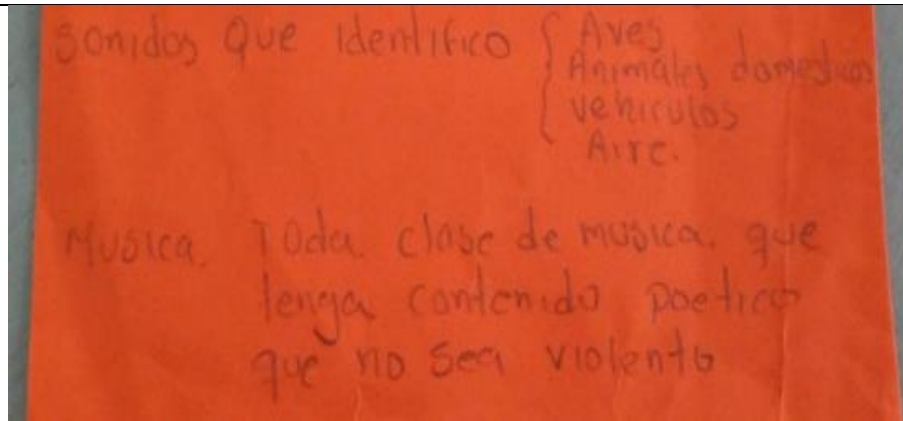 Sonidos Que identifico { Aves
Animales domesticos
vehiculos
Aire.
Musica. Toda clase de musica. que
tenga contenido poetico
que no sea violento